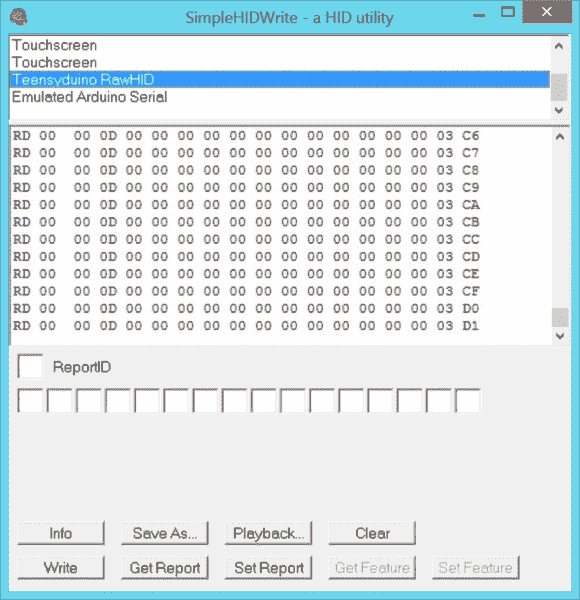 SimpleHIDWrite - a HID utility
Touchscreen
Touchscreen
Teensyduino RawHID
Emulated Arduino Serial
RD 00  00 0D 00 00 00 00 00 00 00 00 00 00 00 00 03 C6
RD 00  00 0D 00 00 00 00 00 00 00 00 00 00 00 00 03 C7
RD 00  00 0D 00 00 00 00 00 00 00 00 00 00 00 00 03 C8
RD 00  00 0D 00 00 00 00 00 00 00 00 00 00 00 00 03 C9
RD 00  00 0D 00 00 00 00 00 00 00 00 00 00 00 00 03 CA
RD 00  00 0D 00 00 00 00 00 00 00 00 00 00 00 00 03 CB
RD 00  00 0D 00 00 00 00 00 00 00 00 00 00 00 00 03 CC
RD 00  00 0D 00 00 00 00 00 00 00 00 00 00 00 00 03 CD
RD 00  00 0D 00 00 00 00 00 00 00 00 00 00 00 00 03 CE
RD 00  00 0D 00 00 00 00 00 00 00 00 00 00 00 00 03 CF
RD 00  00 0D 00 00 00 00 00 00 00 00 00 00 00 00 03 D0
RD 00  00 0D 00 00 00 00 00 00 00 00 00 00 00 00 03 D1
ReportID
Info Save As... Playback... Clear
Write Get Report Set Report Get Feature Set Feature